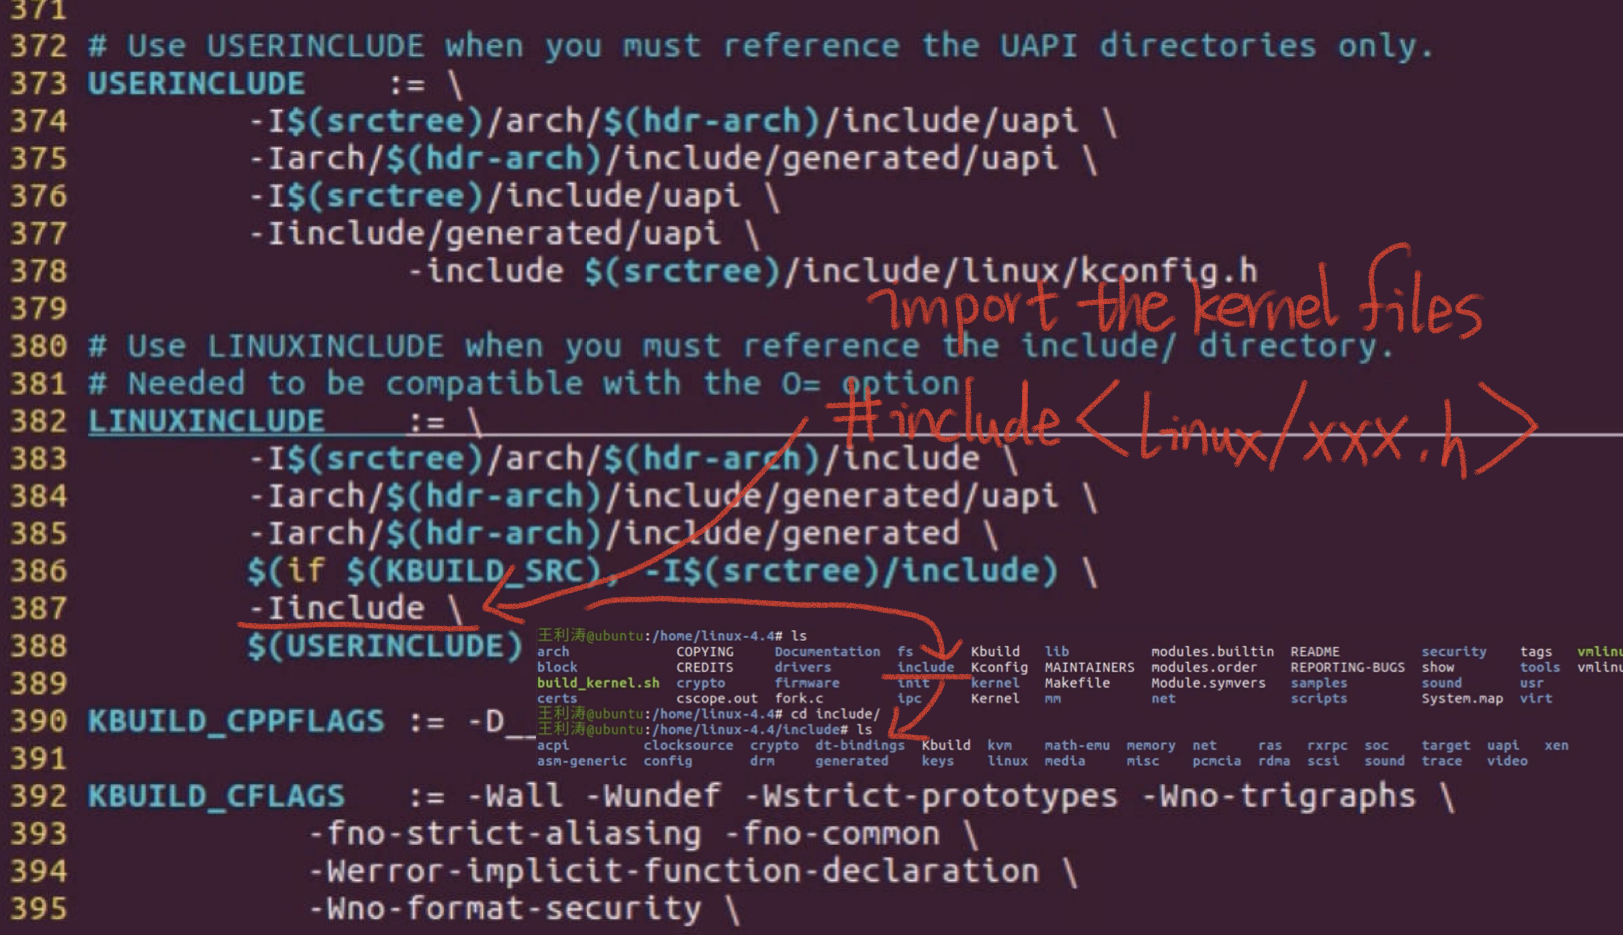 371
372 # Use USERINCLUDE when you must reference the UAPI directories only.
373 USERINCLUDE    := \
374         -I$(srctree)/arch/$(hdr-arch)/include/uapi \
375         -Iarch/$(hdr-arch)/include/generated/uapi \
376         -I$(srctree)/include/uapi \
377         -Iinclude/generated/uapi \
378                 -include $(srctree)/include/linux/kconfig.h
import the kernel files
379
380 # Use LINUXINCLUDE when you must reference the include/ directory.
381 # Needed to be compatible with the O= option
#include <Linux/xxx.h>
382 LINUXINCLUDE    := \
383         -I$(srctree)/arch/$(hdr-arch)/include \
384         -Iarch/$(hdr-arch)/include/generated/uapi \
385         -Iarch/$(hdr-arch)/include/generated \
386         $(if $(KBUILD_SRC), -I$(srctree)/include) \
387         -Iinclude \
388         $(USERINCLUDE)
王利涛@ubuntu:/home/linux-4.4# ls
arch COPYING Documentation fs Kbuild lib modules.builtin README security tags vmlinu
block CREDITS drivers include Kconfig MAINTAINERS modules.order REPORTING-BUGS show tools vmlinu
build_kernel.sh crypto firmware init kernel Makefile Module.symvers samples sound usr
certs cscope.out fork.c ipc Kernel mm net scripts System.map virt
王利涛@ubuntu:/home/linux-4.4# cd include/
王利涛@ubuntu:/home/linux-4.4/include# ls
acpi clocksource crypto dt-bindings Kbuild kvm math-emu memory net ras rxrpc soc target uapi xen
asm-generic config drm generated keys linux media misc pcmcia rdma scsi sound trace video
389
390 KBUILD_CPPFLAGS := -D__
391
392 KBUILD_CFLAGS   := -Wall -Wundef -Wstrict-prototypes -Wno-trigraphs \
393            -fno-strict-aliasing -fno-common \
394            -Werror-implicit-function-declaration \
395            -Wno-format-security \